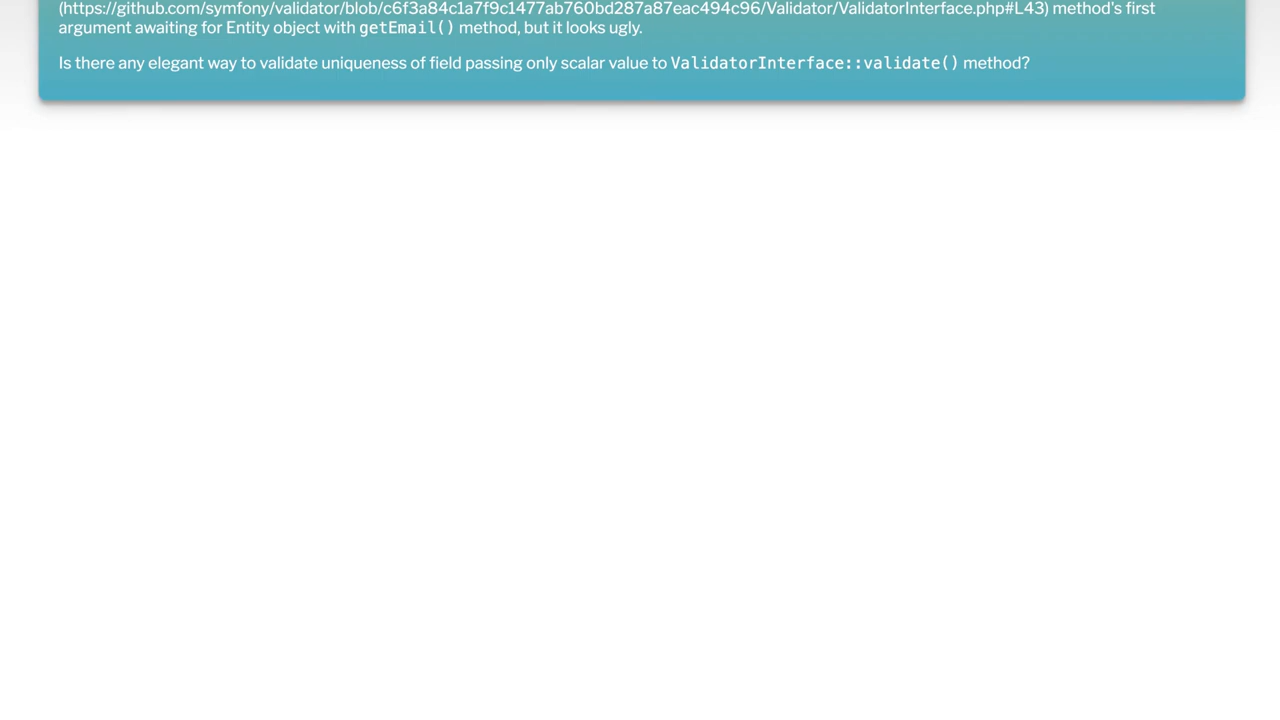 (https://github.com/symfony/validator/blob/c6f3a84c1a7f9c1477ab760bd287a87eac494c96/Validator/ValidatorInterface.php#L43) method's first
argument awaiting for Entity object with getEmail() method, but it looks ugly.
Is there any elegant way to validate uniqueness of field passing only scalar value to ValidatorInterface::validate() method?